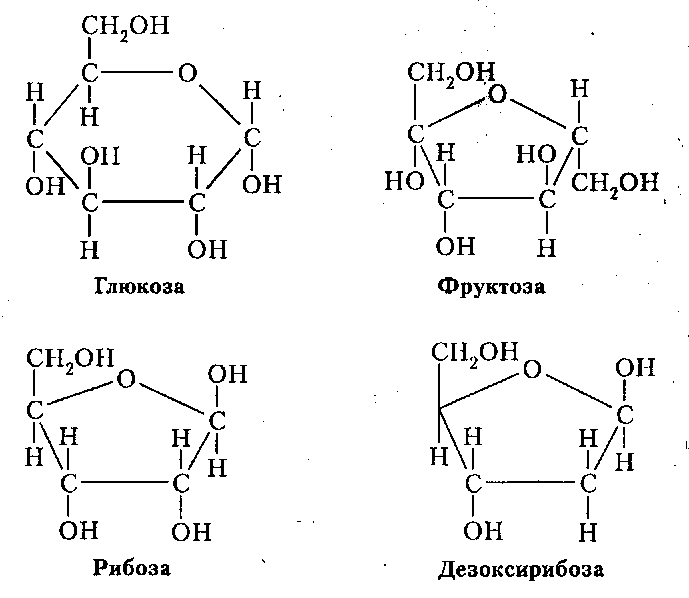 CH₂OH
C O
H H
C H C
OH H
OH OH
C C
H OH
Глюкоза
CH₂OH
O H
C C
H HO
HO CH₂OH
C C
OH H
Фруктоза
CH₂OH
O OH
C C
H H
H H
C C
OH OH
Рибоза
CH₂OH
O OH
C
H H
H H
C C
OH H
Дезоксирибоза